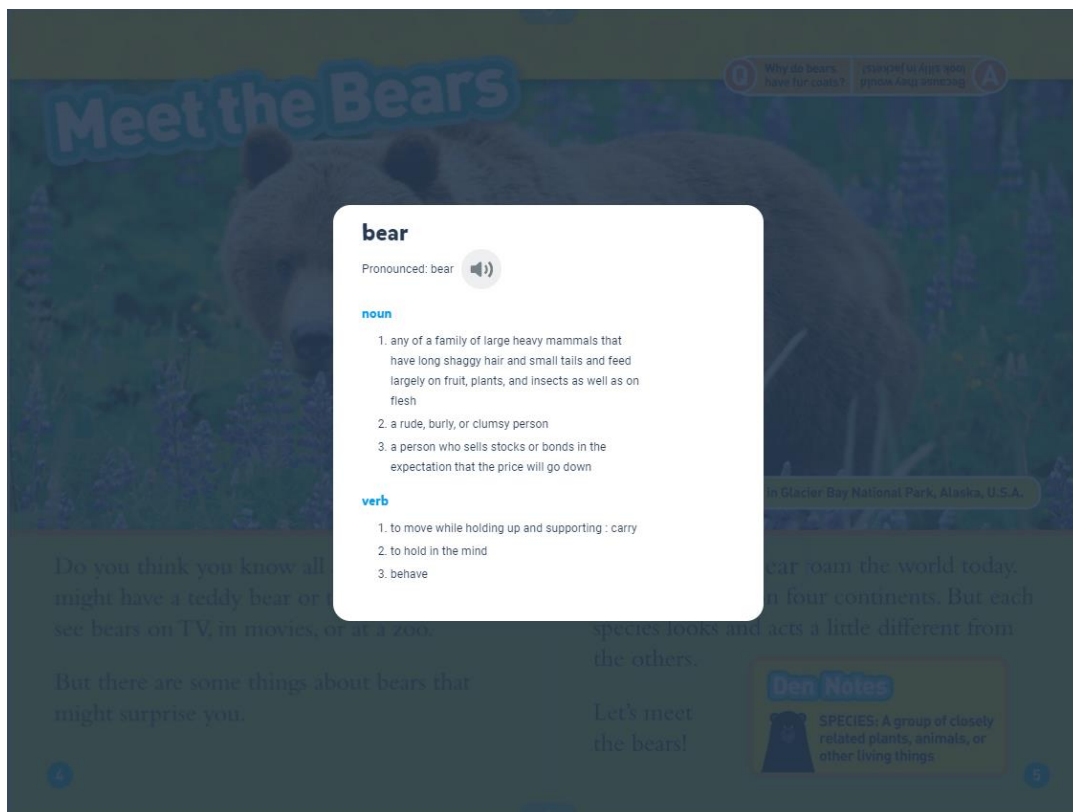 Meet the Bears
Q
Why do bears
have fur coats?
Because they would
look silly in jackets!
A
bear
Pronounced: bear
noun
1. any of a family of large heavy mammals that
have long shaggy hair and small tails and feed
largely on fruit, plants, and insects as well as on
flesh
2. a rude, burly, or clumsy person
3. a person who sells stocks or bonds in the
expectation that the price will go down
verb
1. to move while holding up and supporting : carry
2. to hold in the mind
3. behave
in Glacier Bay National Park, Alaska, U.S.A.
Do you think you know all
might have a teddy bear or
see bears on TV, in movies, or at a zoo.
But there are some things about bears that
might surprise you.
4
ear roam the world today.
n four continents. But each
species looks and acts a little different from
the others.
Let's meet
the bears!
Den Notes
SPECIES: A group of closely
related plants, animals, or
other living things
5